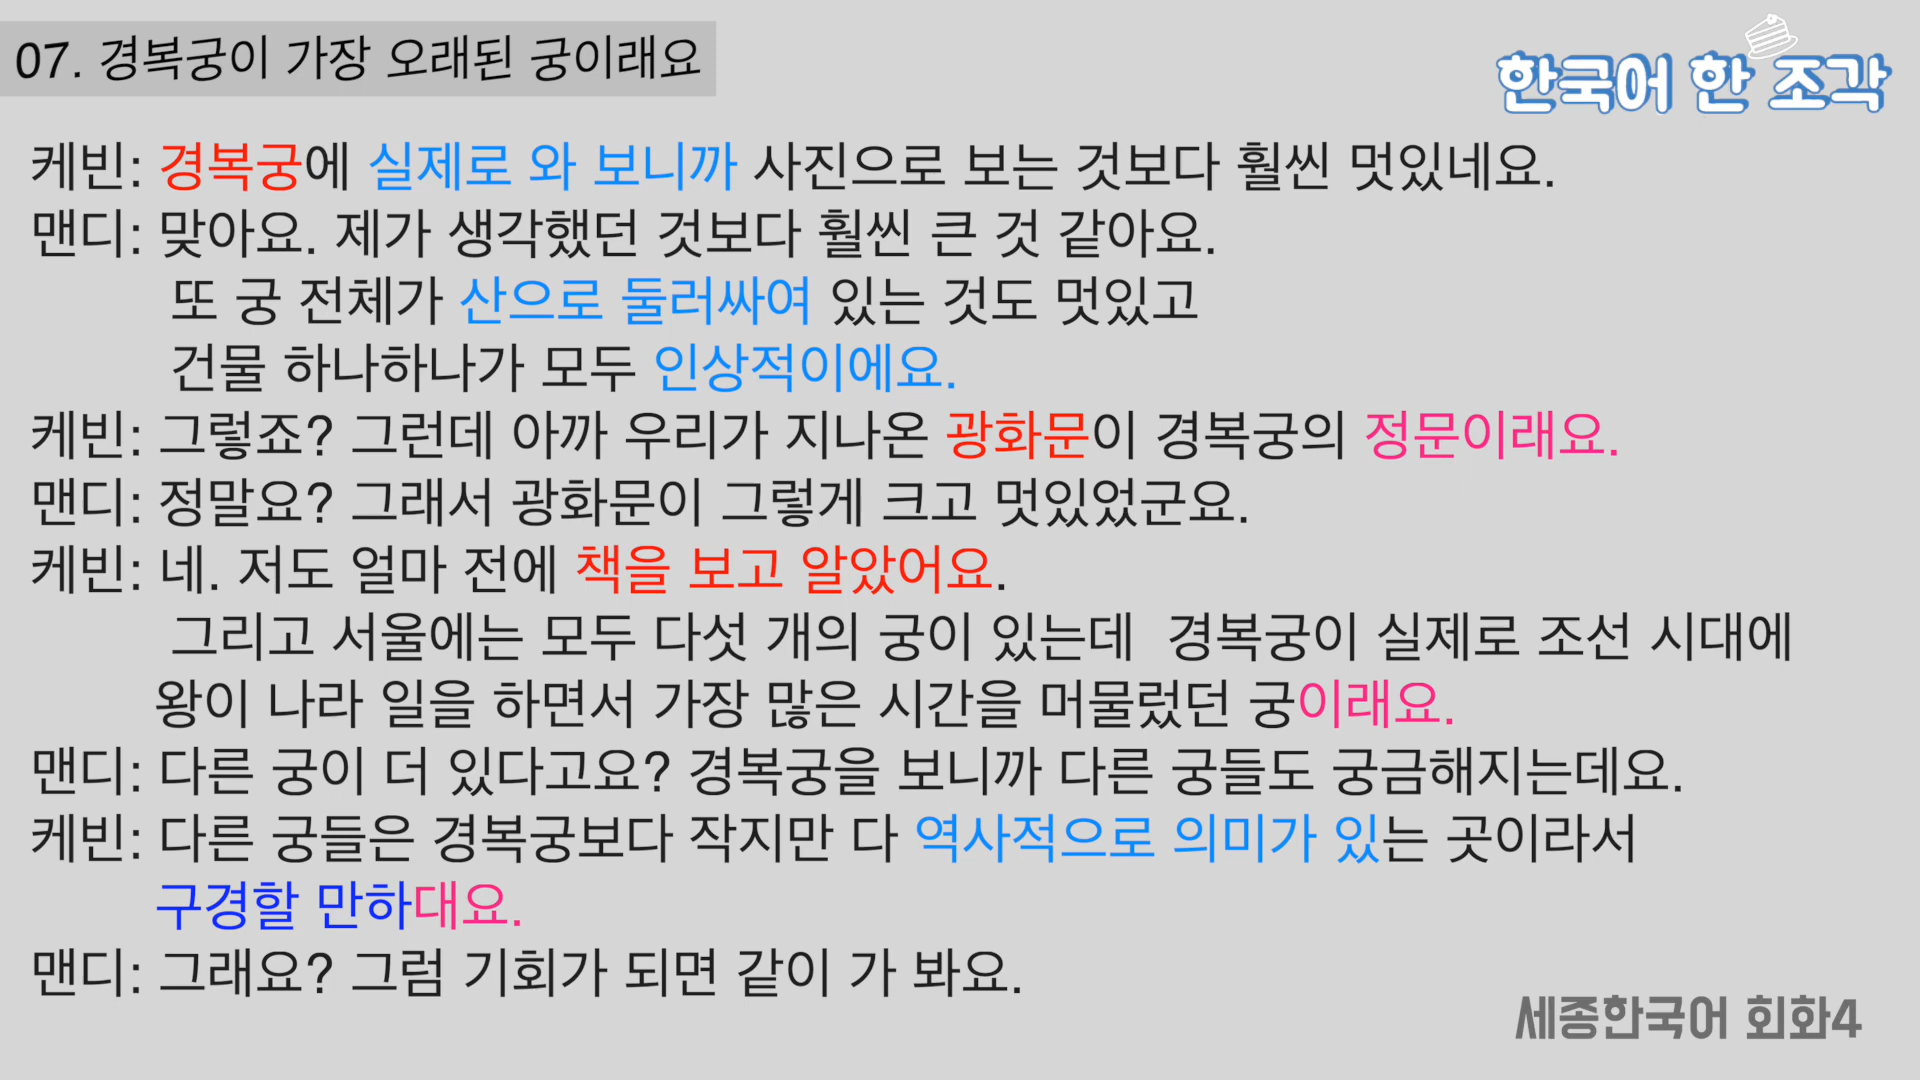 07. 경복궁이 가장 오래된 궁이래요
한국어 한 조각
케빈: 경복궁에 실제로 와 보니까 사진으로 보는 것보다 훨씬 멋있네요.
맨디: 맞아요. 제가 생각했던 것보다 훨씬 큰 것 같아요.
또 궁 전체가 산으로 둘러싸여 있는 것도 멋있고
건물 하나하나가 모두 인상적이에요.
케빈: 그렇죠? 그런데 아까 우리가 지나온 광화문이 경복궁의 정문이래요.
맨디: 정말요? 그래서 광화문이 그렇게 크고 멋있었군요.
케빈: 네. 저도 얼마 전에 책을 보고 알았어요.
그리고 서울에는 모두 다섯 개의 궁이 있는데 경복궁이 실제로 조선 시대에
왕이 나라 일을 하면서 가장 많은 시간을 머물렀던 궁이래요.
맨디: 다른 궁이 더 있다고요? 경복궁을 보니까 다른 궁들도 궁금해지는데요.
케빈: 다른 궁들은 경복궁보다 작지만 다 역사적으로 의미가 있는 곳이라서
구경할 만하대요.
맨디: 그래요? 그럼 기회가 되면 같이 가 봐요.
세종한국어 회화4